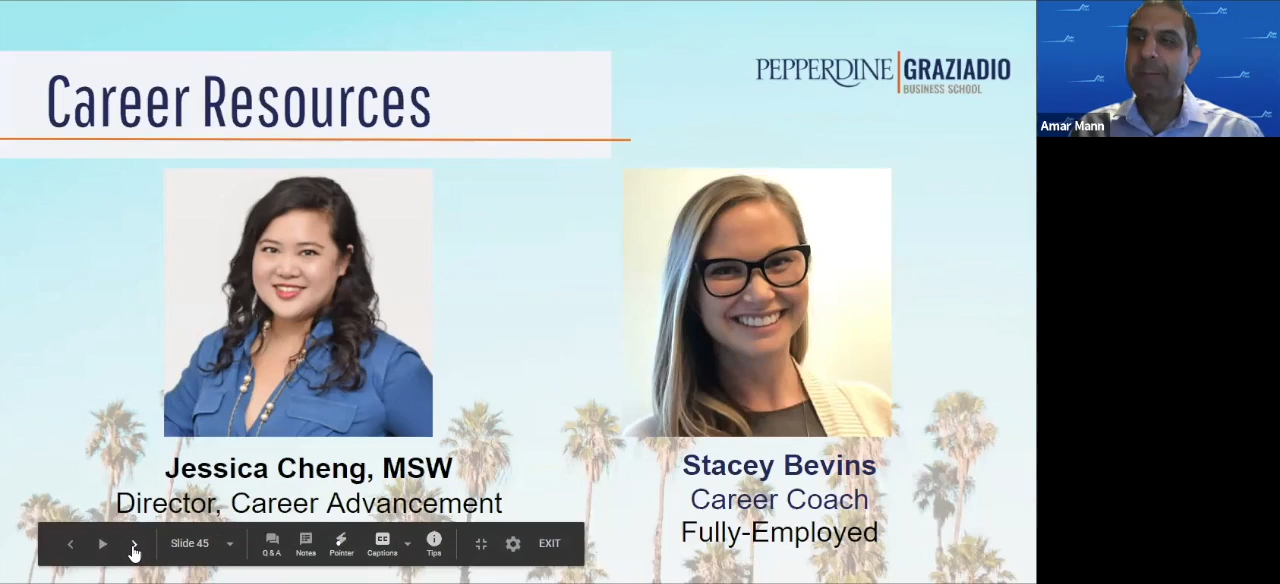 Career Resources
PEPPERDINE GRAZIADIO
BUSINESS SCHOOL
Amar Mann
Jessica Cheng, MSW
Director, Career Advancement
Stacey Bevins
Career Coach
Fully-Employed
Slide 45
Q & A
Notes
Pointer
CC
Captions
Tips
EXIT